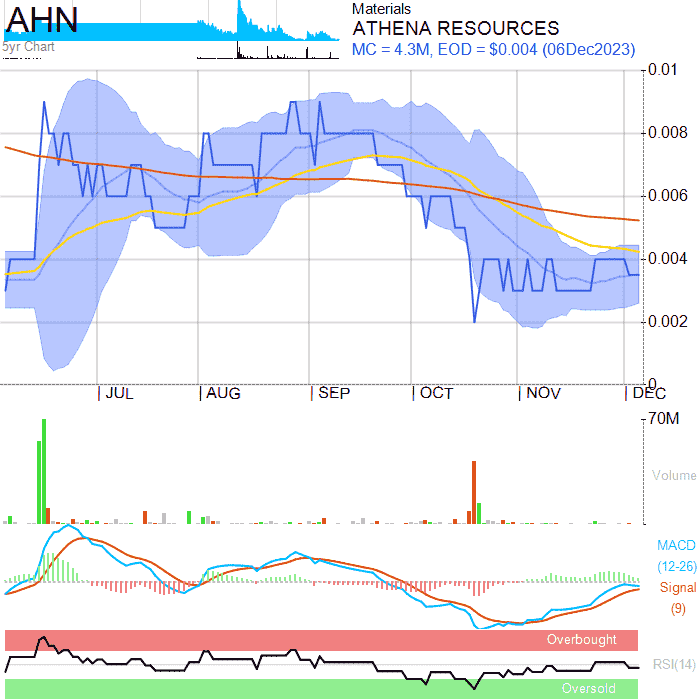 AHN
5yr Chart
Materials
ATHENA RESOURCES
MC = 4.3M, EOD = $0.004 (06Dec2023)
0.01
0.008
0.006
0.004
0.002
0
JUL
AUG
SEP
OCT
NOV
DEC
70M
Volume
MACD
(12-26)
Signal
(9)
Overbought
RSI(14)
Oversold